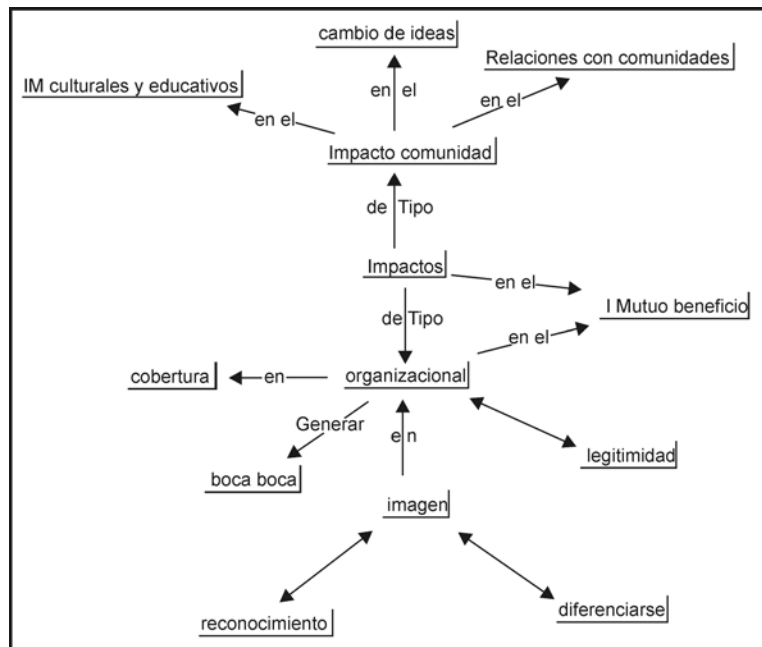 cambio de ideas
Relaciones con comunidades
IM culturales y educativos
en el
en el
en el
Impacto comunidad
de Tipo
Impactos
en el
I Mutuo beneficio
de Tipo
en el
cobertura
en
organizacional
Generar
en
boca boca
legitimidad
imagen
reconocimiento
diferenciarse